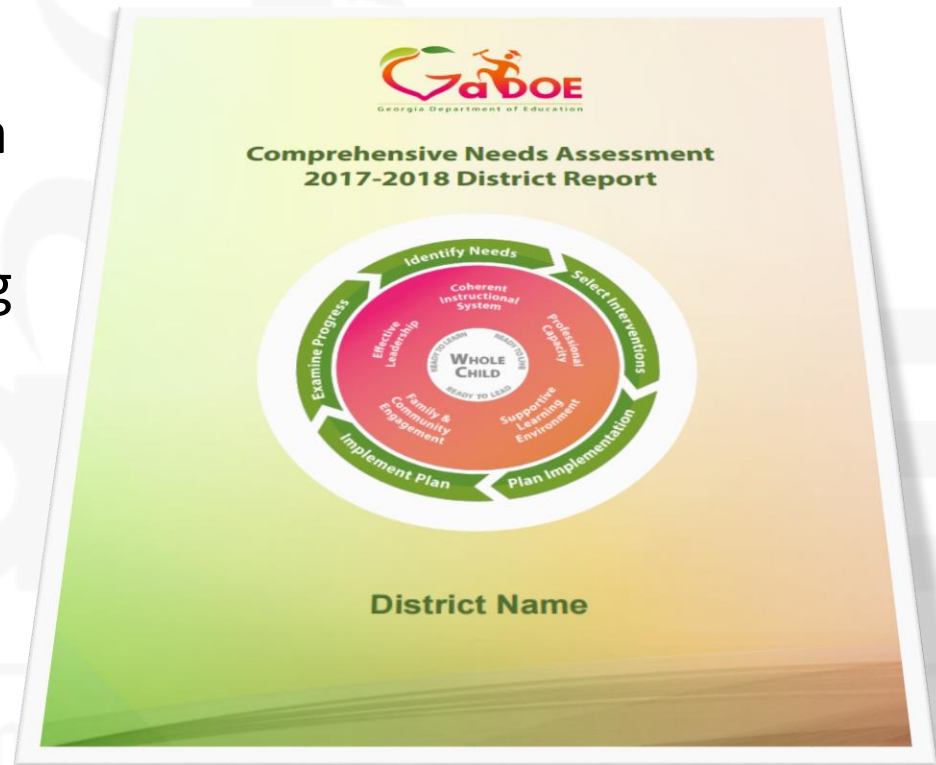 GaDOE
Georgia Department of Education
Comprehensive Needs Assessment
2017-2018 District Report
Identify Needs
Select Interventions
Plan Implementation
Implement Plan
Examine Progress
Coherent
Instructional
System
Professional
Capacity
Supportive
Learning
Environment
Family &
Community
Engagement
Effective
Leadership
READY TO LEARN
READY TO LIVE
READY TO LEAD
WHOLE
CHILD
District Name
g